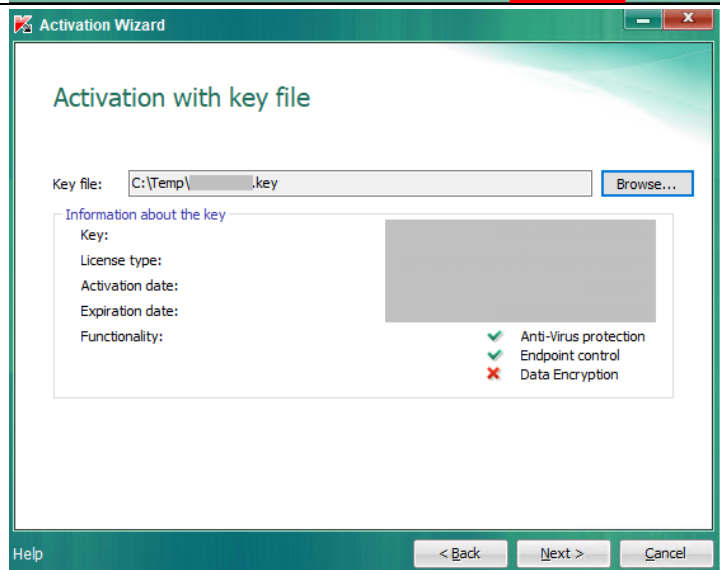 Activation Wizard
Activation with key file
Key file: C:\Temp\ .key Browse...
Information about the key
Key:
License type:
Activation date:
Expiration date:
Functionality: Anti-Virus protection
Endpoint control
Data Encryption
Help < Back Next > Cancel